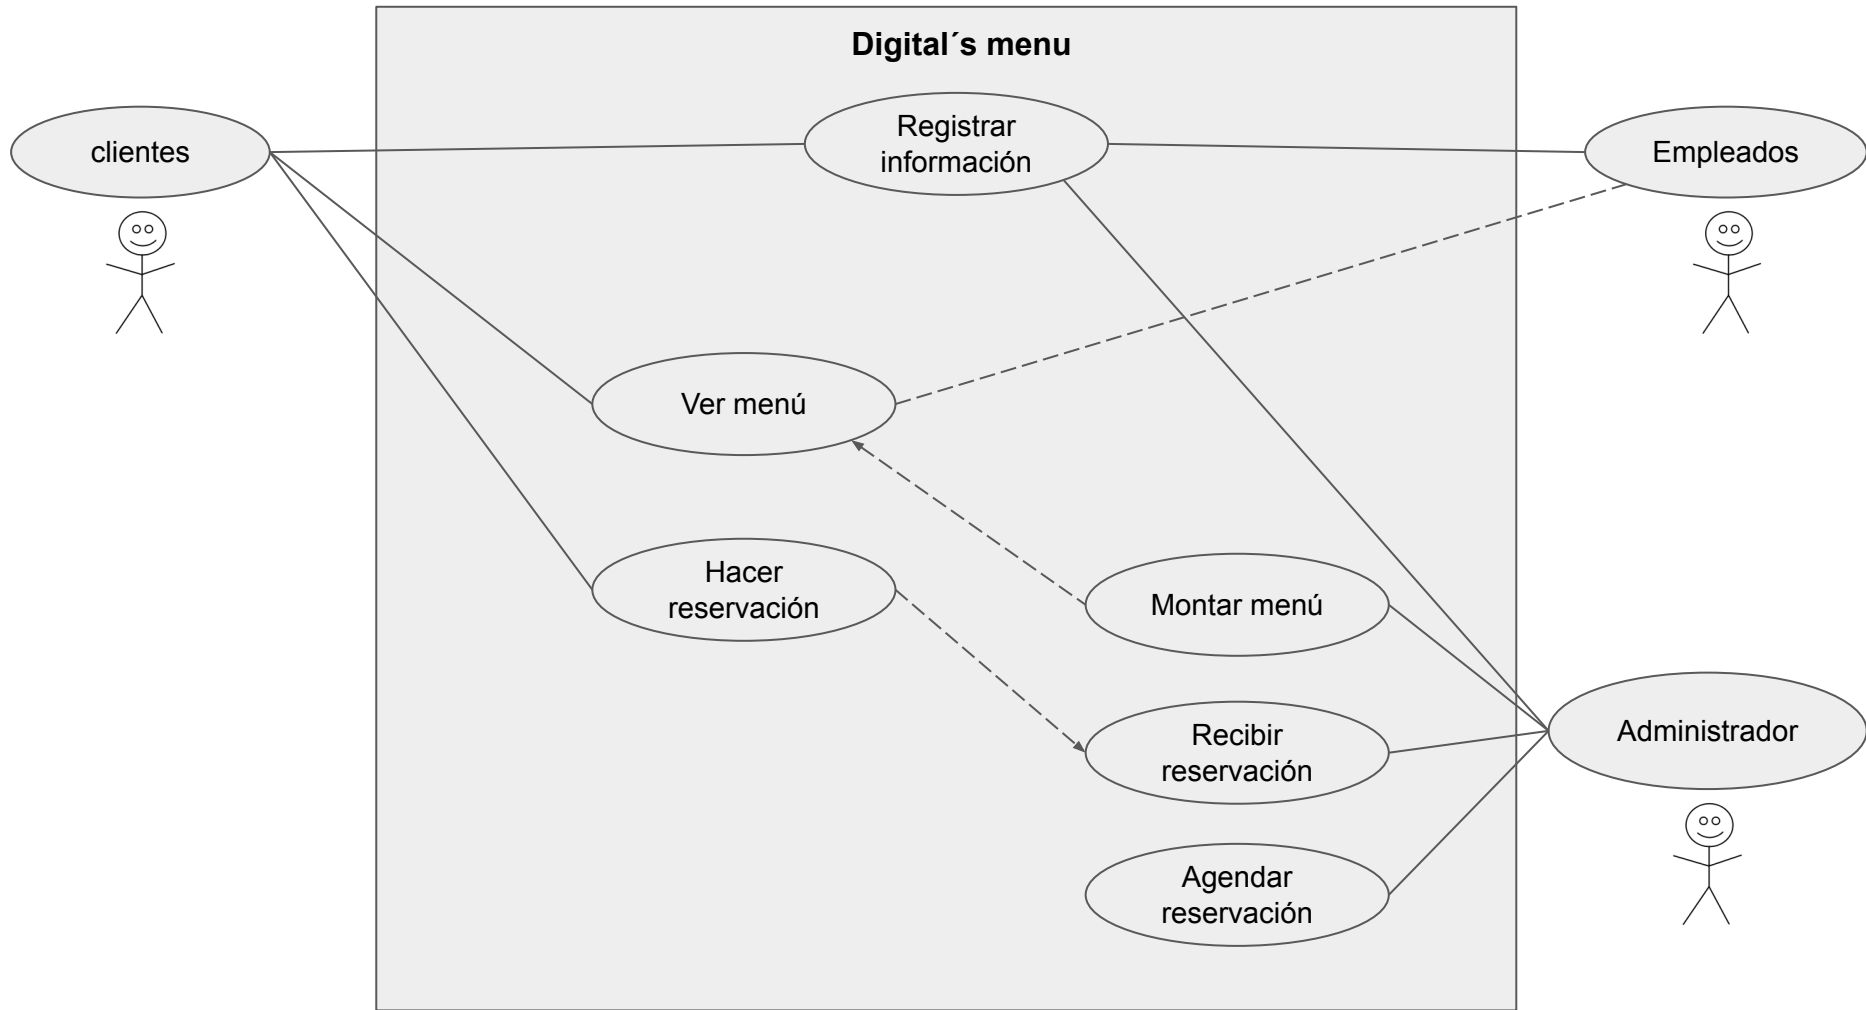 Digital´s menu
clientes
Registrar
información
Empleados
Ver menú
Hacer
reservación
Montar menú
Recibir
reservación
Administrador
Agendar
reservación